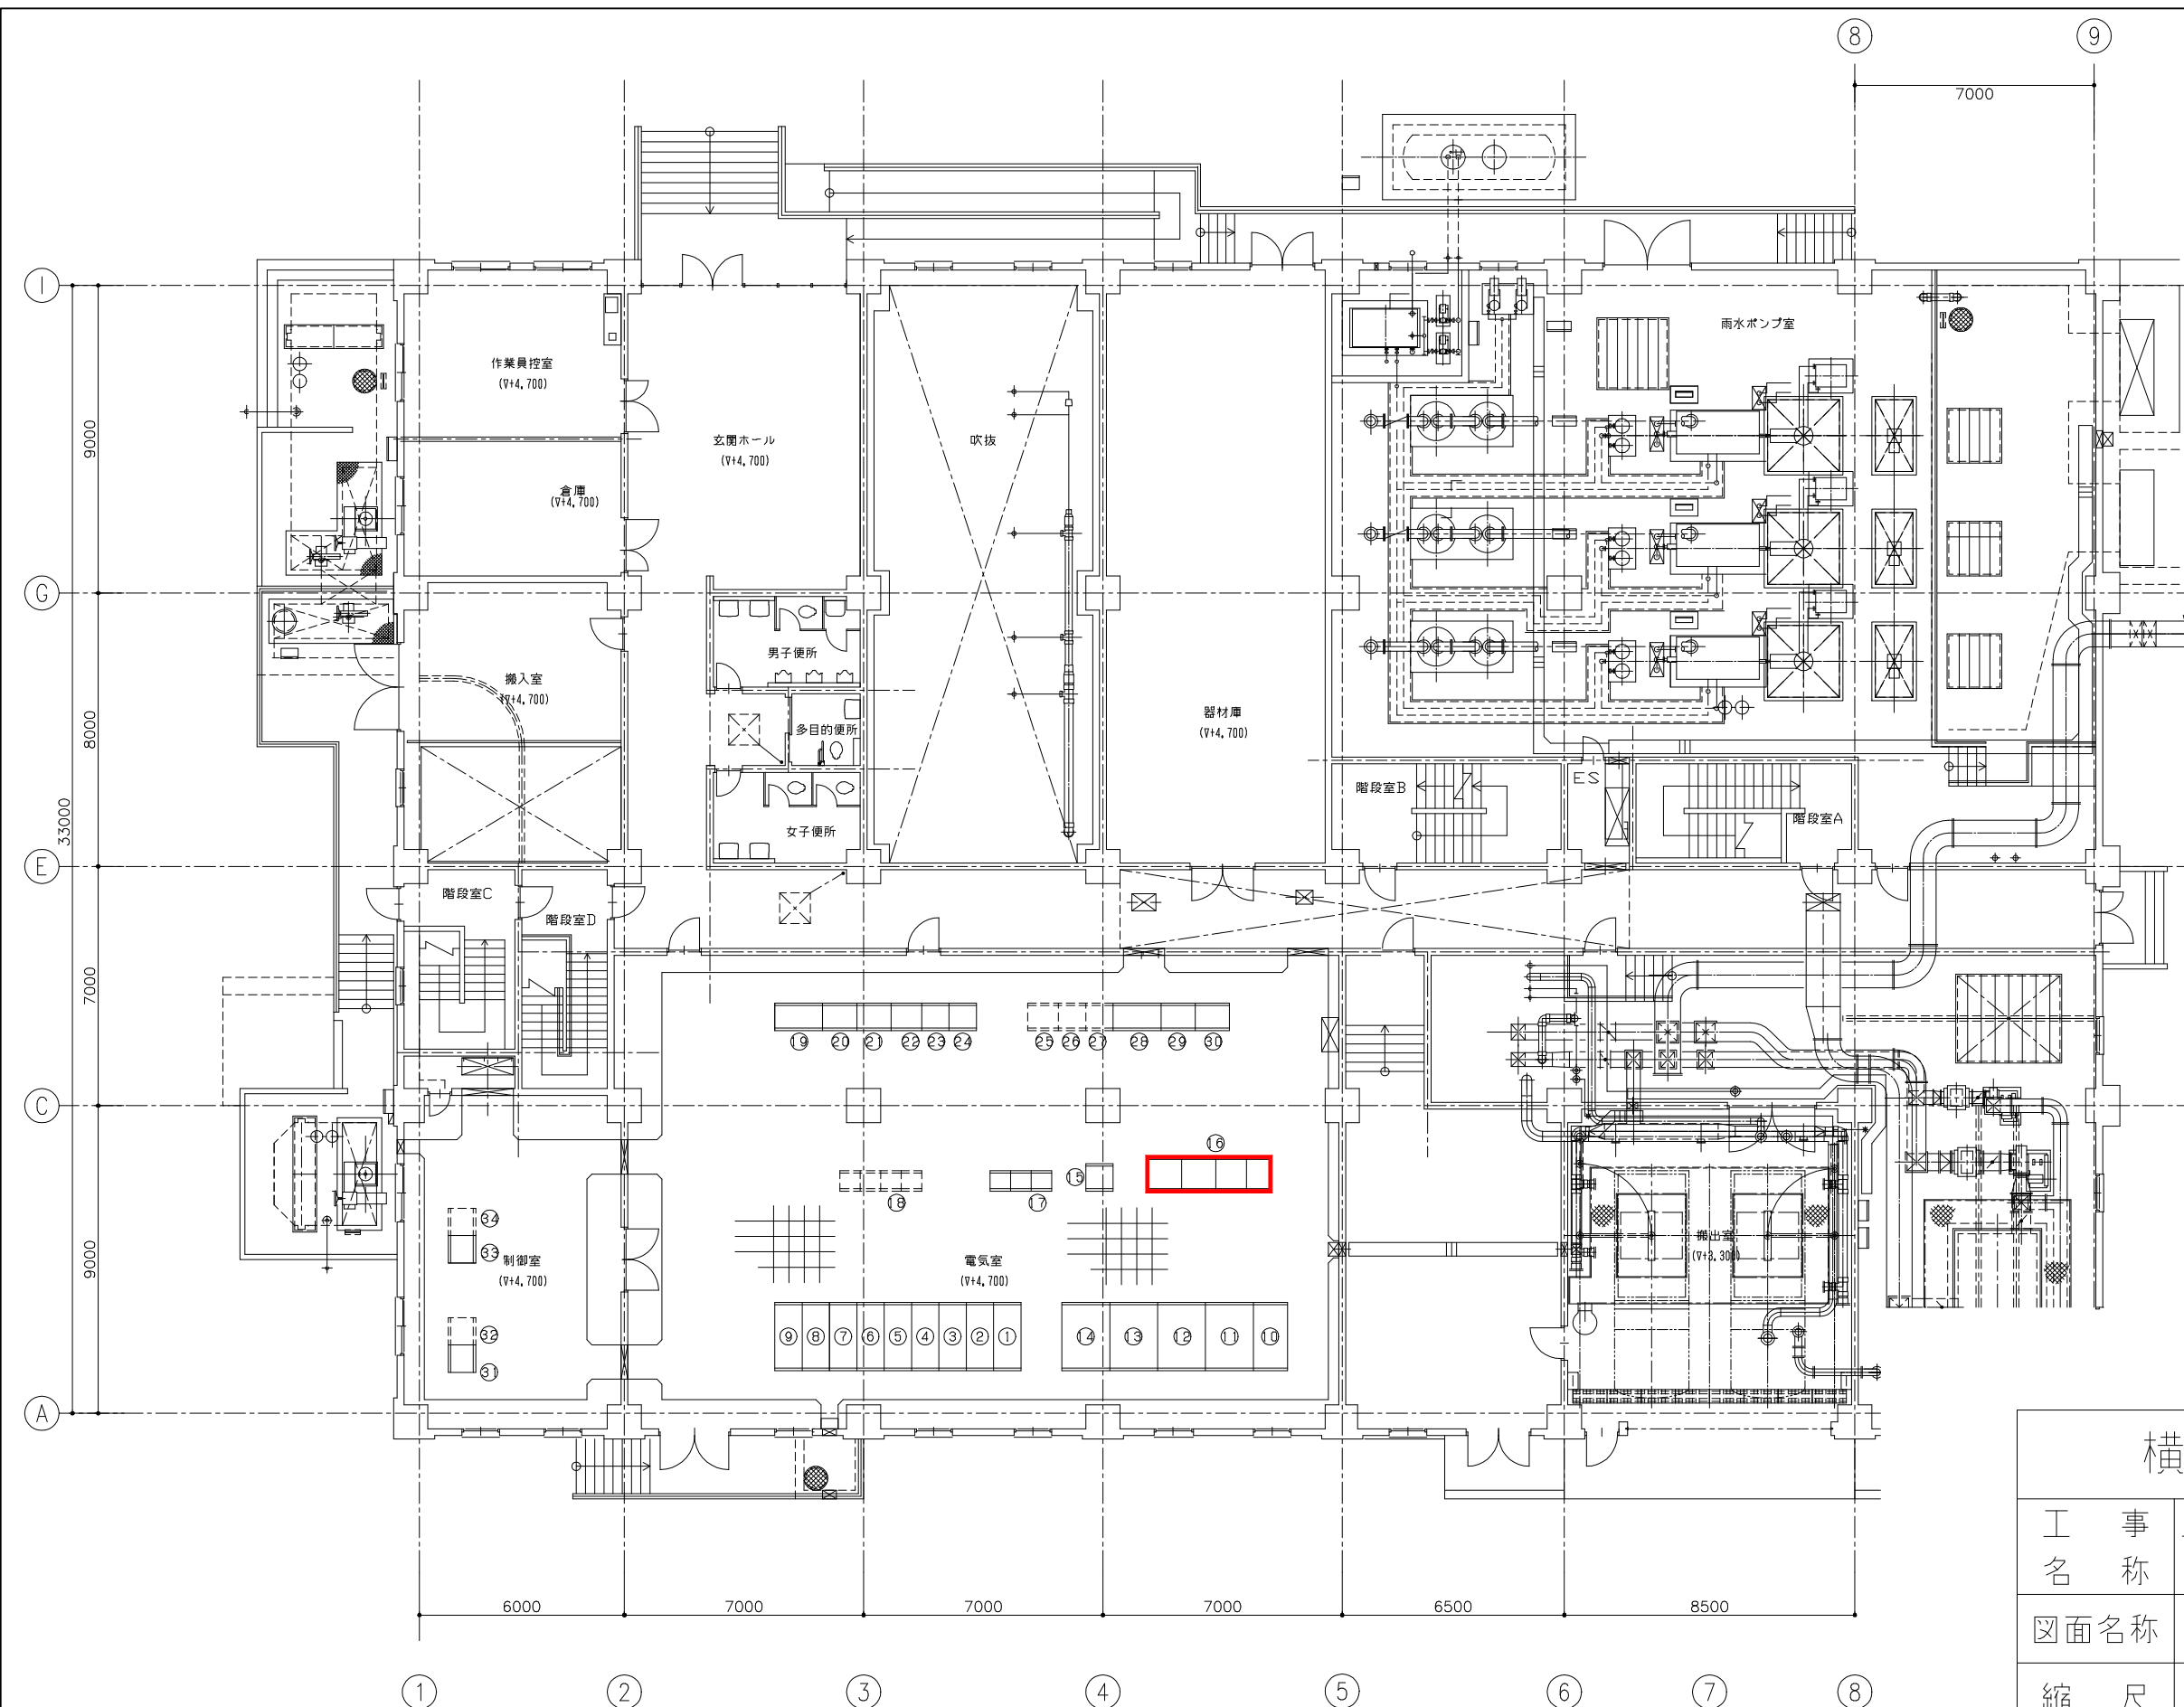 8
9
7000
I
雨水ポンプ室
作業員控室
(∇+4,700)
玄関ホール
(∇+4,700)
吹抜
9000
倉庫
(∇+4,700)
G
男子便所
搬入室
(∇+4,700)
多目的便所
器材庫
(∇+4,700)
8000
33000
階段室B
ES
階段室A
女子便所
E
階段室C
階段室D
7000
19 20 21 22 23 24
25 26 27 28 29 30
C
16
15
18
17
34
33
制御室
(∇+4,700)
電気室
(∇+4,700)
搬出室
(∇+3,300)
9000
32
31
9 8 7 6 5 4 3 2 1
14 13 12 11 10
A
横
工事
名称
図面名称
縮尺
6000
7000
7000
7000
6500
8500
1
2
3
4
5
6
7
8